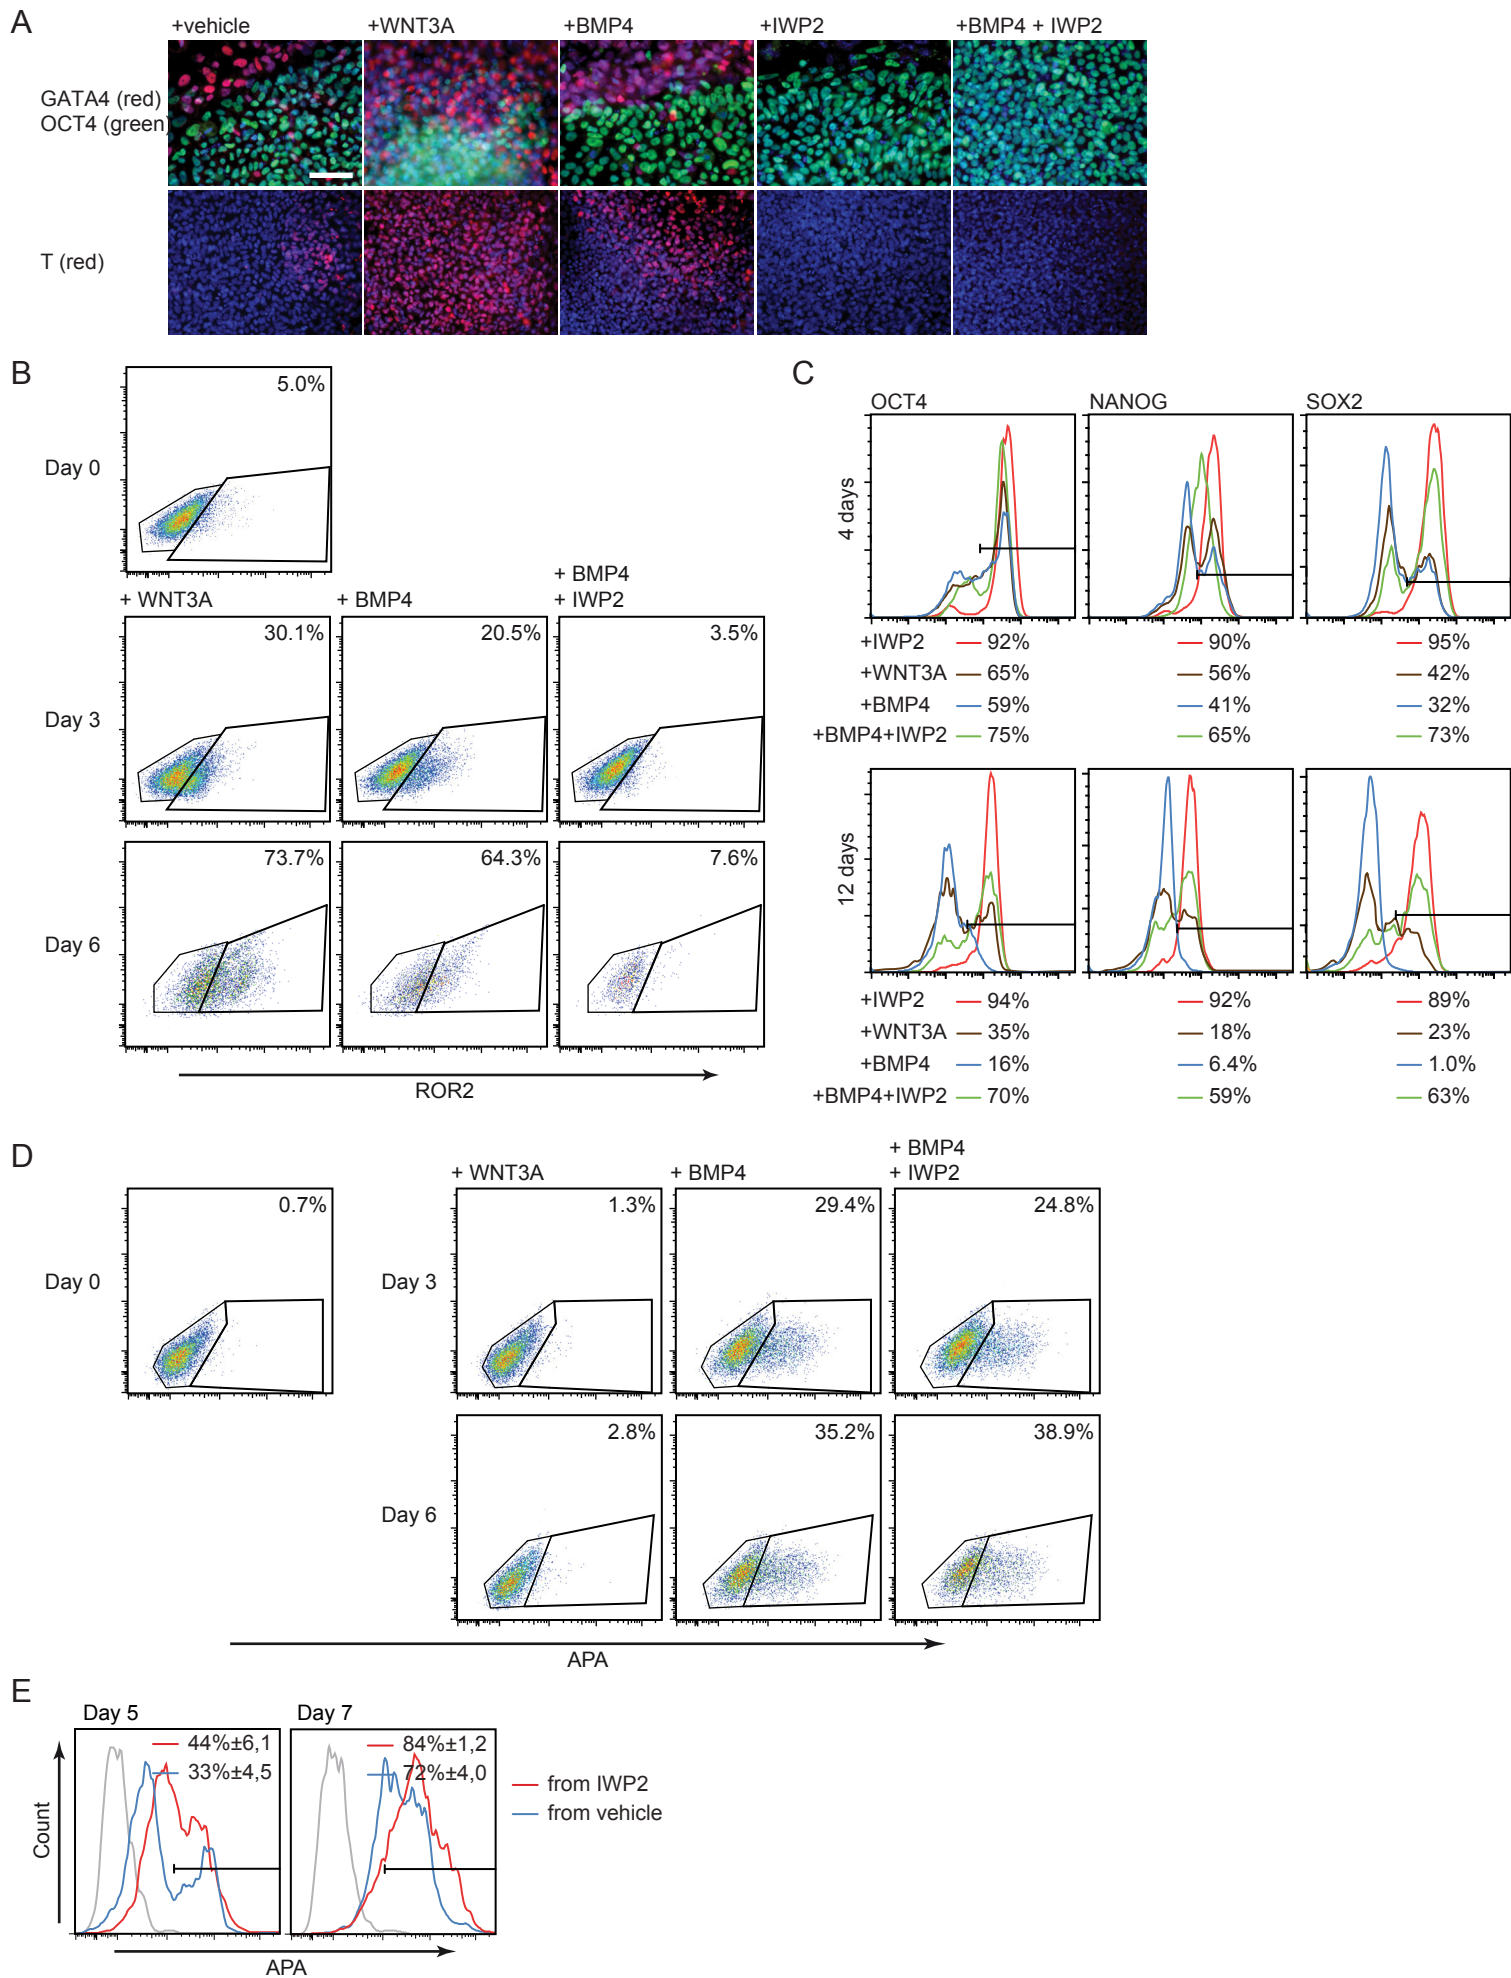 A
+vehicle
+WNT3A
+BMP4
+IWP2
+BMP4 + IWP2
GATA4 (red)
OCT4 (green)
T (red)
B
5.0%
Day 0
+ WNT3A
+ BMP4
+ BMP4
+ IWP2
30.1%
20.5%
3.5%
Day 3
73.7%
64.3%
7.6%
Day 6
ROR2
C
OCT4
NANOG
SOX2
4 days
+IWP2 92% 90% 95%
+WNT3A 65% 56% 42%
+BMP4 59% 41% 32%
+BMP4+IWP2 75% 65% 73%
12 days
+IWP2 94% 92% 89%
+WNT3A 35% 18% 23%
+BMP4 16% 6.4% 1.0%
+BMP4+IWP2 70% 59% 63%
D
+ WNT3A
+ BMP4
+ BMP4
+ IWP2
0.7%
1.3%
29.4%
24.8%
Day 0
Day 3
2.8%
35.2%
38.9%
Day 6
APA
E
Day 5
Day 7
44%±6,1
33%±4,5
84%±1,2
72%±4,0
from IWP2
from vehicle
Count
APA